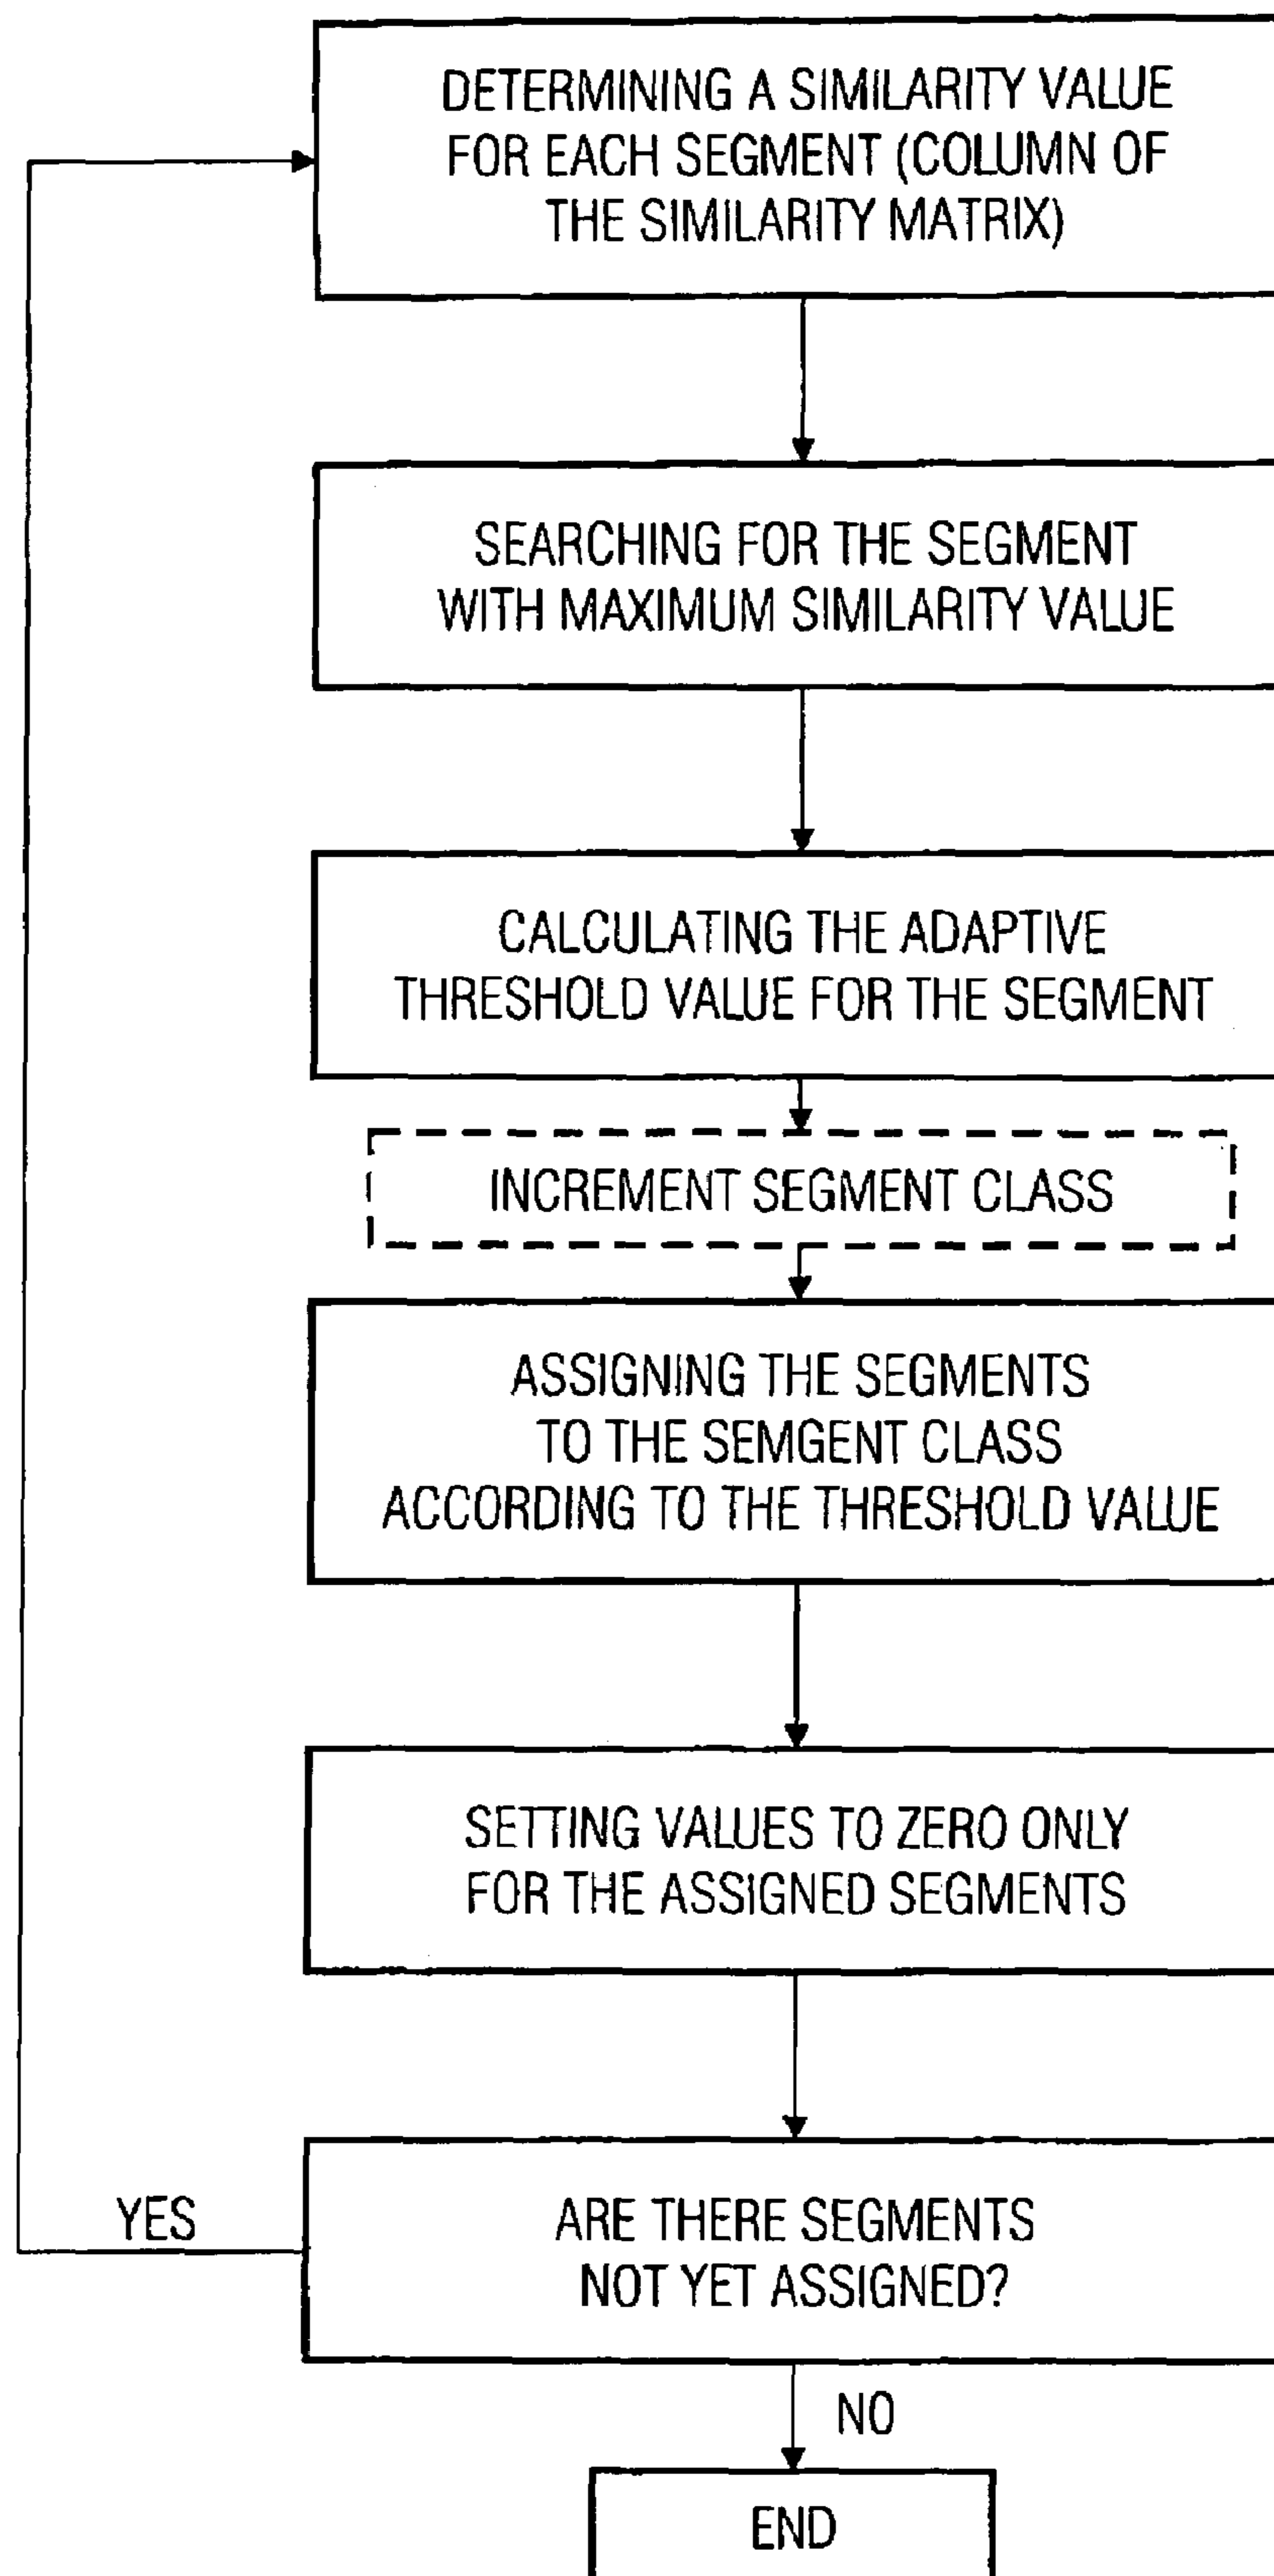 DETERMINING A SIMILARITY VALUE
FOR EACH SEGMENT (COLUMN OF
THE SIMILARITY MATRIX)
SEARCHING FOR THE SEGMENT
WITH MAXIMUM SIMILARITY VALUE
CALCULATING THE ADAPTIVE
THRESHOLD VALUE FOR THE SEGMENT
INCREMENT SEGMENT CLASS
ASSIGNING THE SEGMENTS
TO THE SEMGENT CLASS
ACCORDING TO THE THRESHOLD VALUE
SETTING VALUES TO ZERO ONLY
FOR THE ASSIGNED SEGMENTS
YES
ARE THERE SEGMENTS
NOT YET ASSIGNED?
NO
END